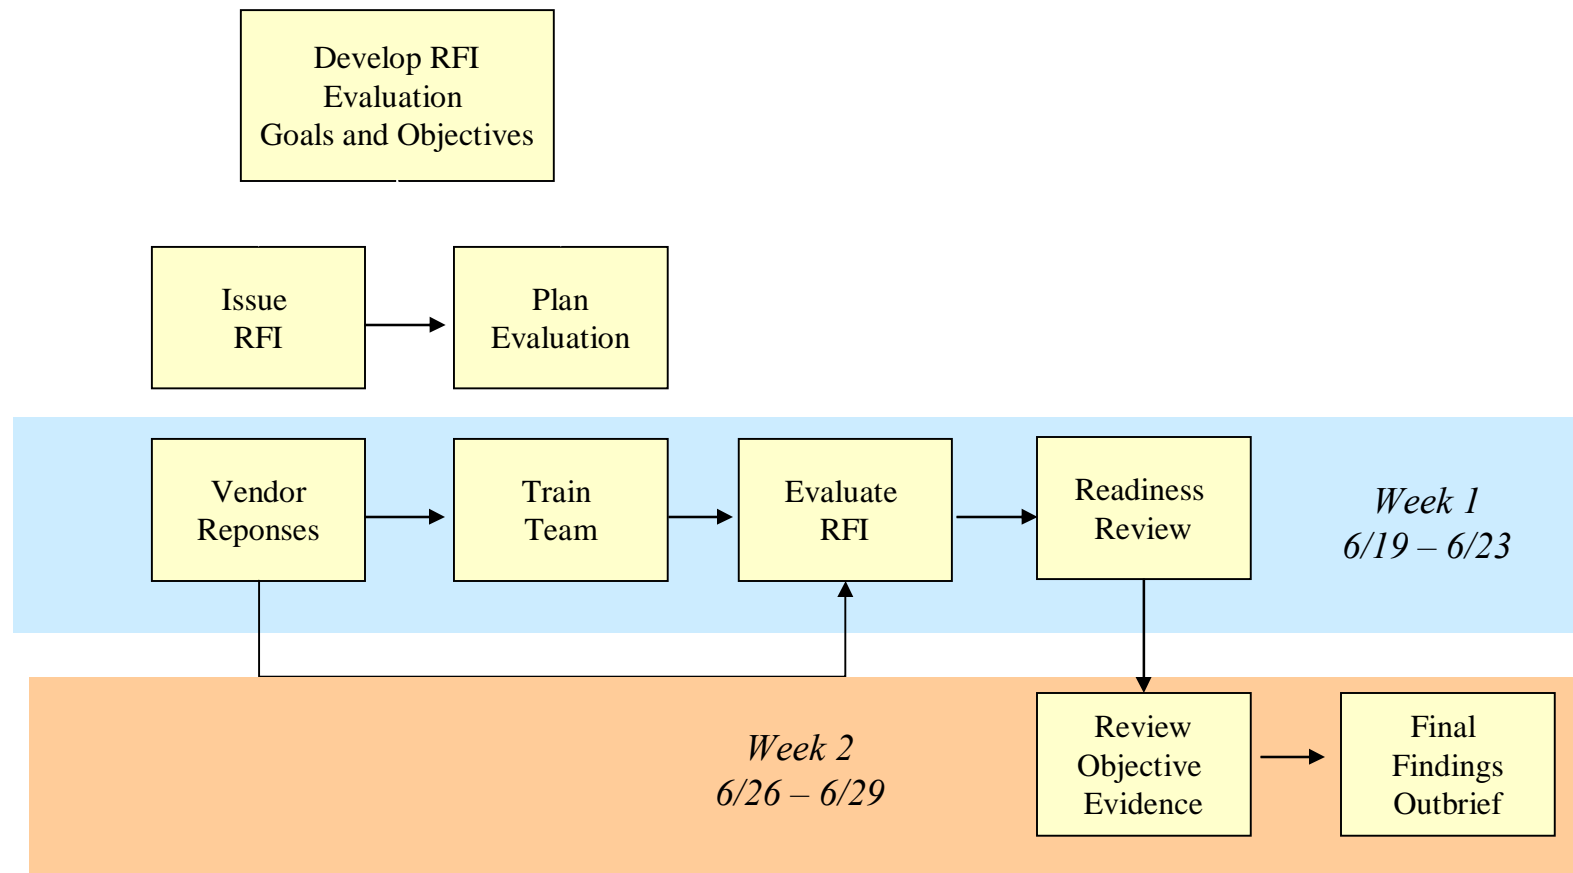 Develop RFI
Evaluation
Goals and Objectives
Issue
RFI
Plan
Evaluation
Vendor
Reponses
Train
Team
Evaluate
RFI
Readiness
Review
Week 1
6/19 – 6/23
Week 2
6/26 – 6/29
Review
Objective
Evidence
Final
Findings
Outbrief